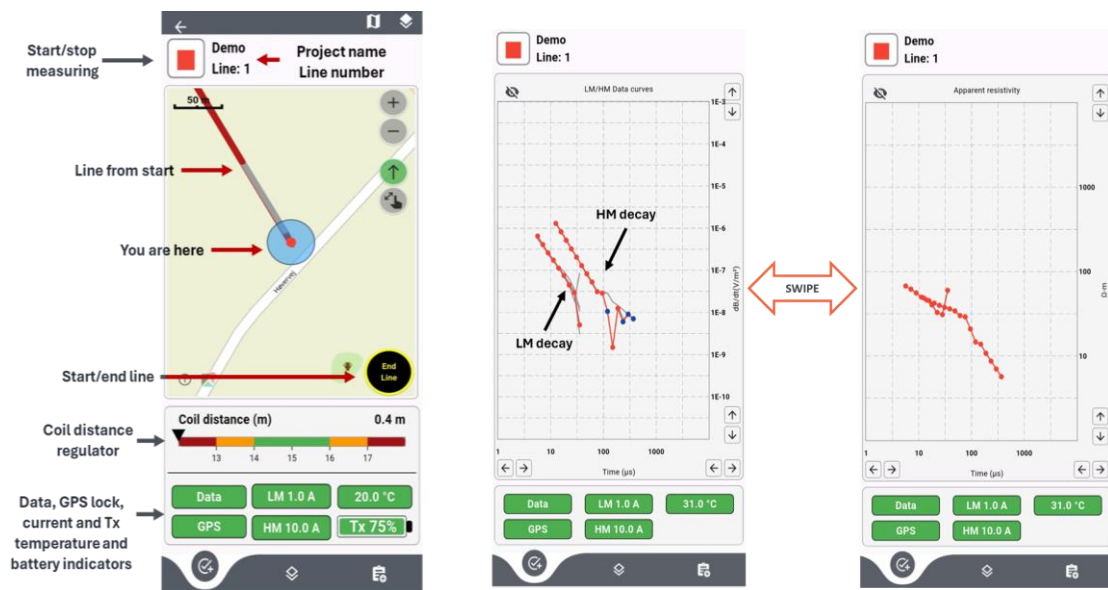 Start/stop
measuring
Demo
Line: 1
Project name
Line number
50 m
Line from start
You are here
Høvervej
Start/end line
End
Line
Coil distance
regulator
Coil distance (m)
0.4 m
13 14 15 16 17
Data, GPS lock,
current and Tx
temperature and
battery indicators
Data LM 1.0 A 20.0 °C
GPS HM 10.0 A Tx 75%
Demo
Line: 1
LM/HM Data curves
1E-3
1E-4
1E-5
1E-6
1E-7
1E-8
1E-9
1E-10
dB/dt(V/m²)
HM decay
LM decay
1 10 100 1000
Time (µs)
Data LM 1.0 A 31.0 °C
GPS HM 10.0 A
SWIPE
Demo
Line: 1
Apparent resistivity
1000
100
10
Ω·m
1 10 100 1000
Time (µs)
Data LM 1.0 A 31.0 °C
GPS HM 10.0 A